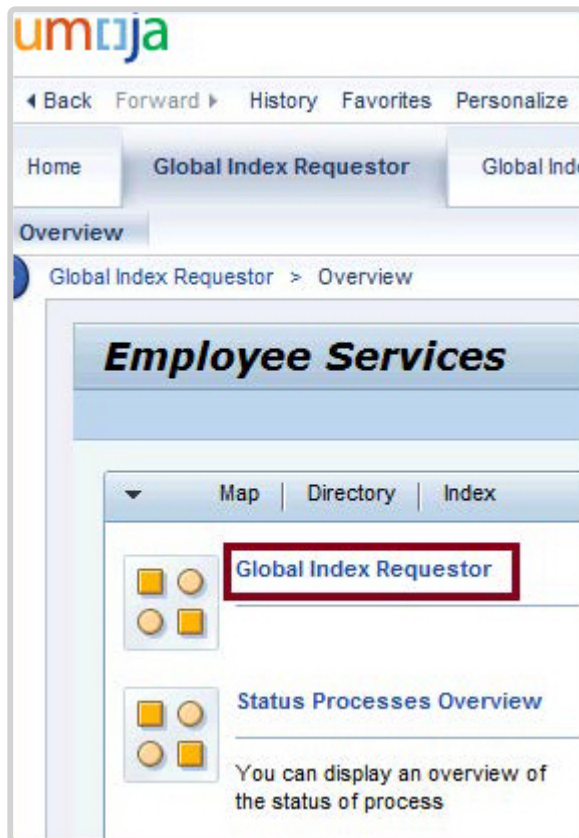 umoja
Back Forward History Favorites Personalize
Home Global Index Requestor Global
Overview
Global Index Requestor > Overview
Employee Services
Map | Directory | Index
Global Index Requestor
Status Processes Overview
You can display an overview of
the status of process